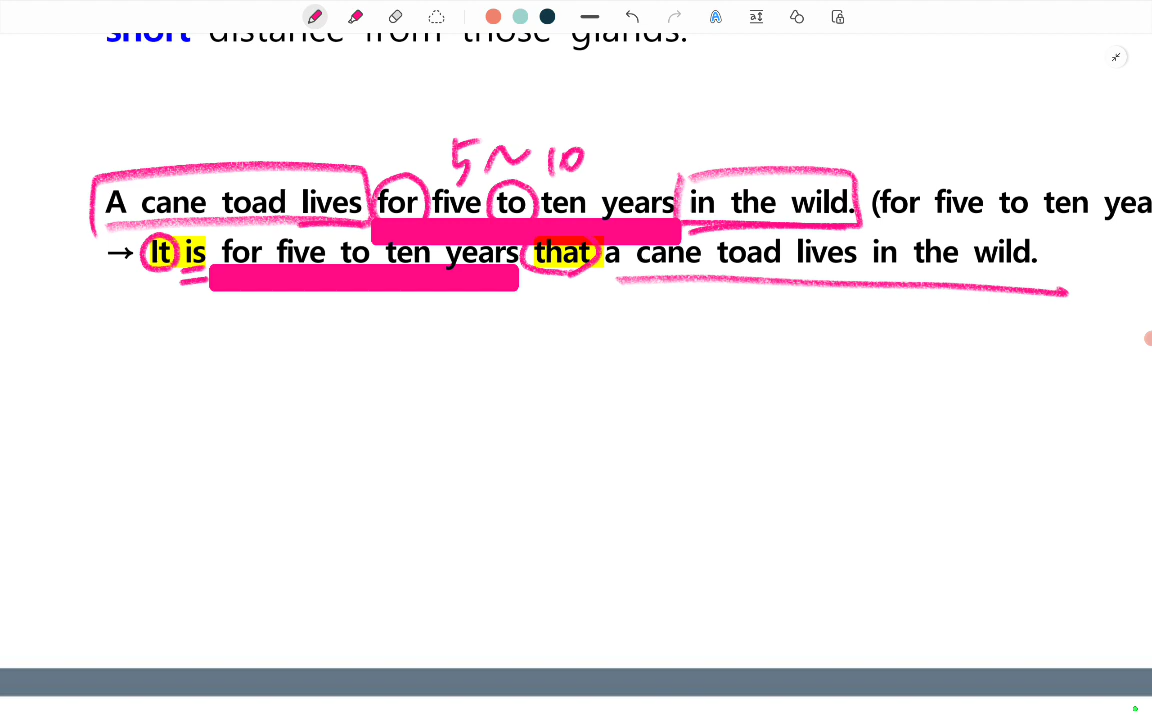 short distance from those glands.
5 ~ 10
A cane toad lives for five to ten years in the wild. (for five to ten yea
→ It is for five to ten years that a cane toad lives in the wild.